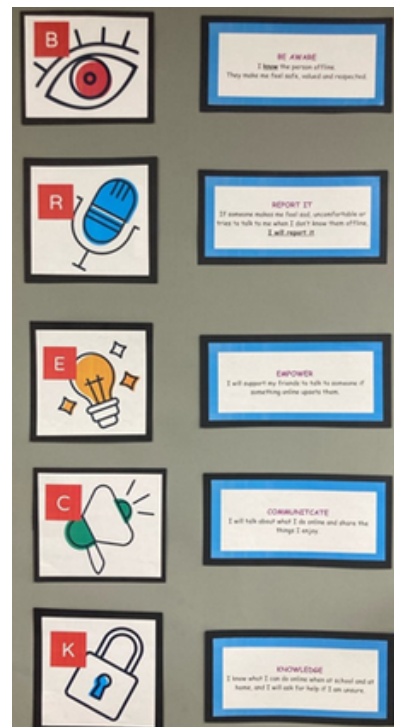 B
BE AWARE
I know the person offline.
They make me feel safe, valued and respected.
R
REPORT IT
If someone makes me feel sad, uncomfortable or
tries to talk to me when I don't know them offline,
I will report it
E
EMPOWER
I will support my friends to talk to someone if
something online upsets them.
C
COMMUNITCATE
I will talk about what I do online and share the
things I enjoy
K
KNOWLEDGE
I know what I can do online when at school and at
home, and I will ask for help if I am unsure.